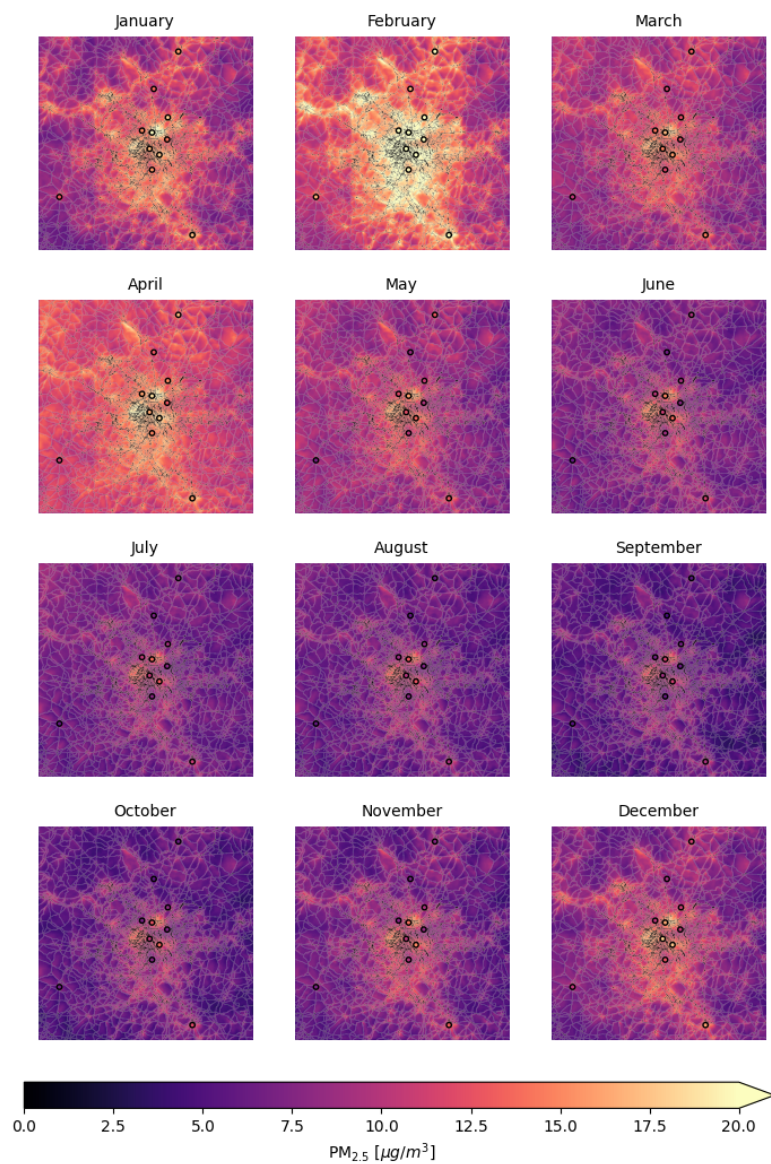 January February March
April May June
July August September
October November December
0.0 2.5 5.0 7.5 10.0 12.5 15.0 17.5 20.0
PM₂.₅ [μg/m³]